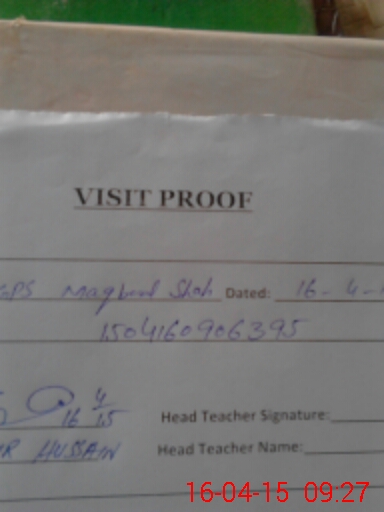 VISIT PROOF
GPS Maqbool Shah Dated: 16-4-
1504160906395
16 4/15 Head Teacher Signature:
HUSSAIN Head Teacher Name:
16-04-15 09:27